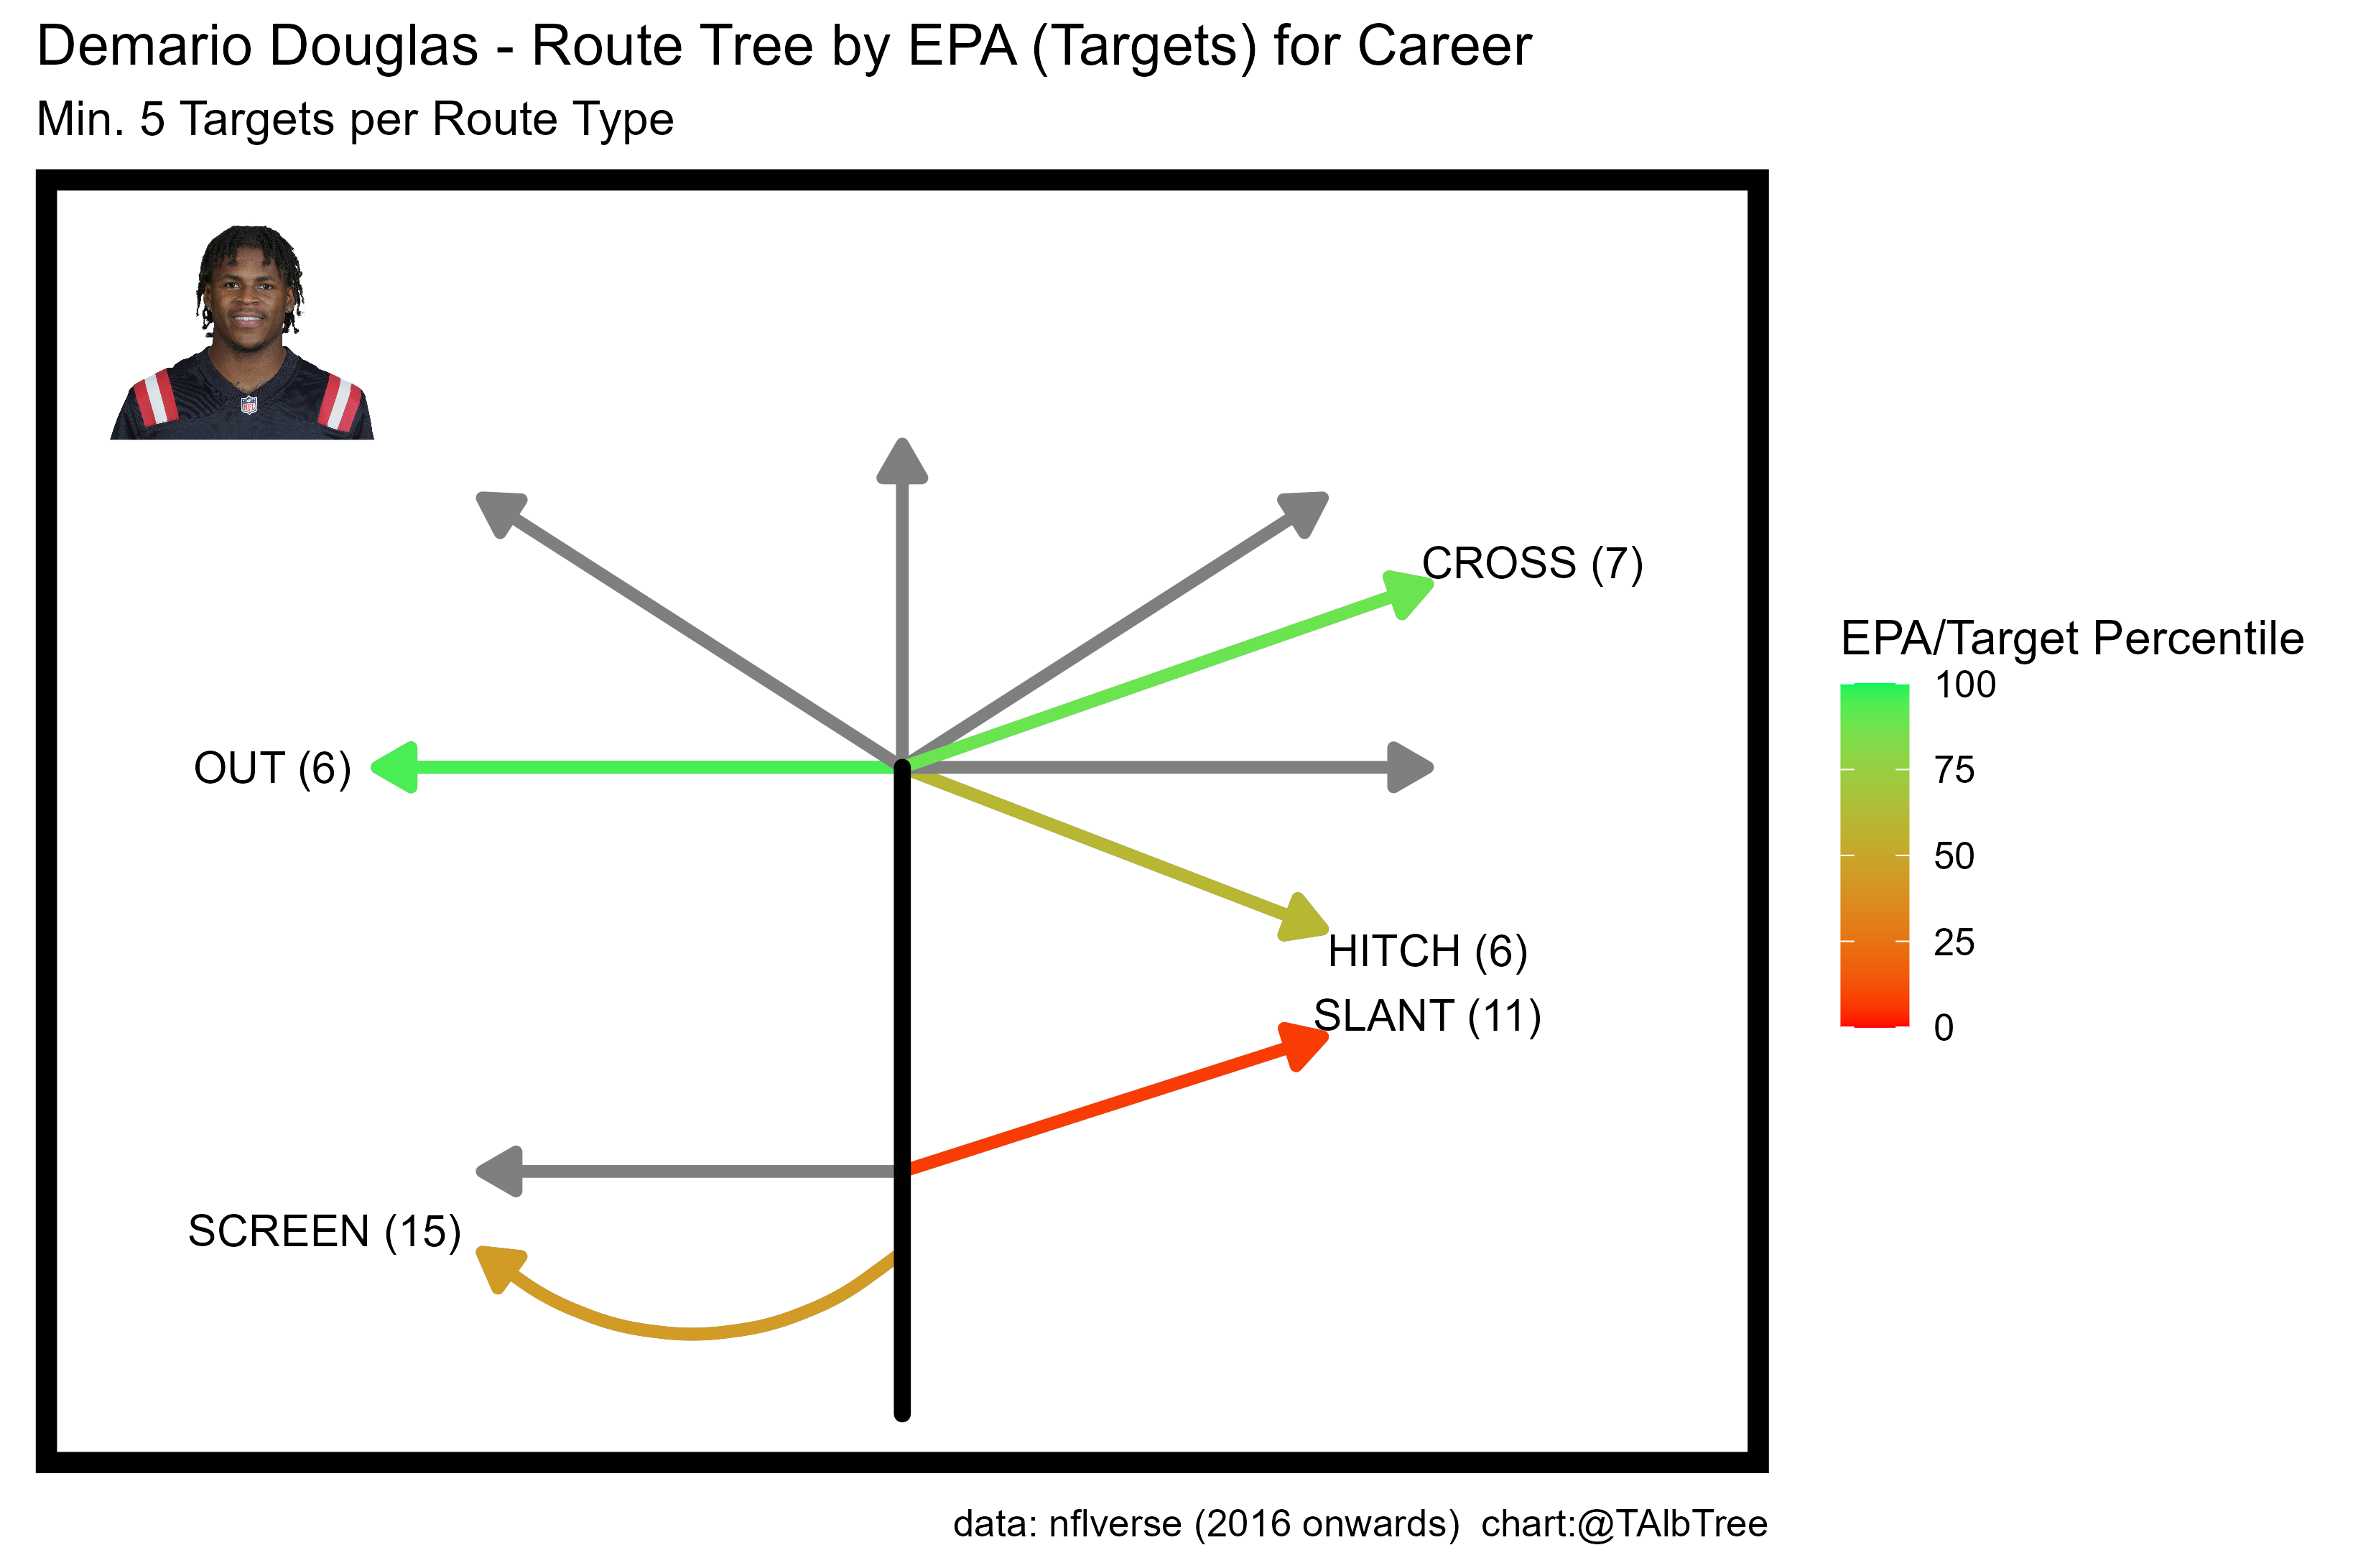 Demario Douglas - Route Tree by EPA (Targets) for Career
Min. 5 Targets per Route Type
CROSS (7)
EPA/Target Percentile
100
75
50
25
0
OUT (6)
HITCH (6)
SLANT (11)
SCREEN (15)
NFL
data: nflverse (2016 onwards)  chart:@TAlbTree